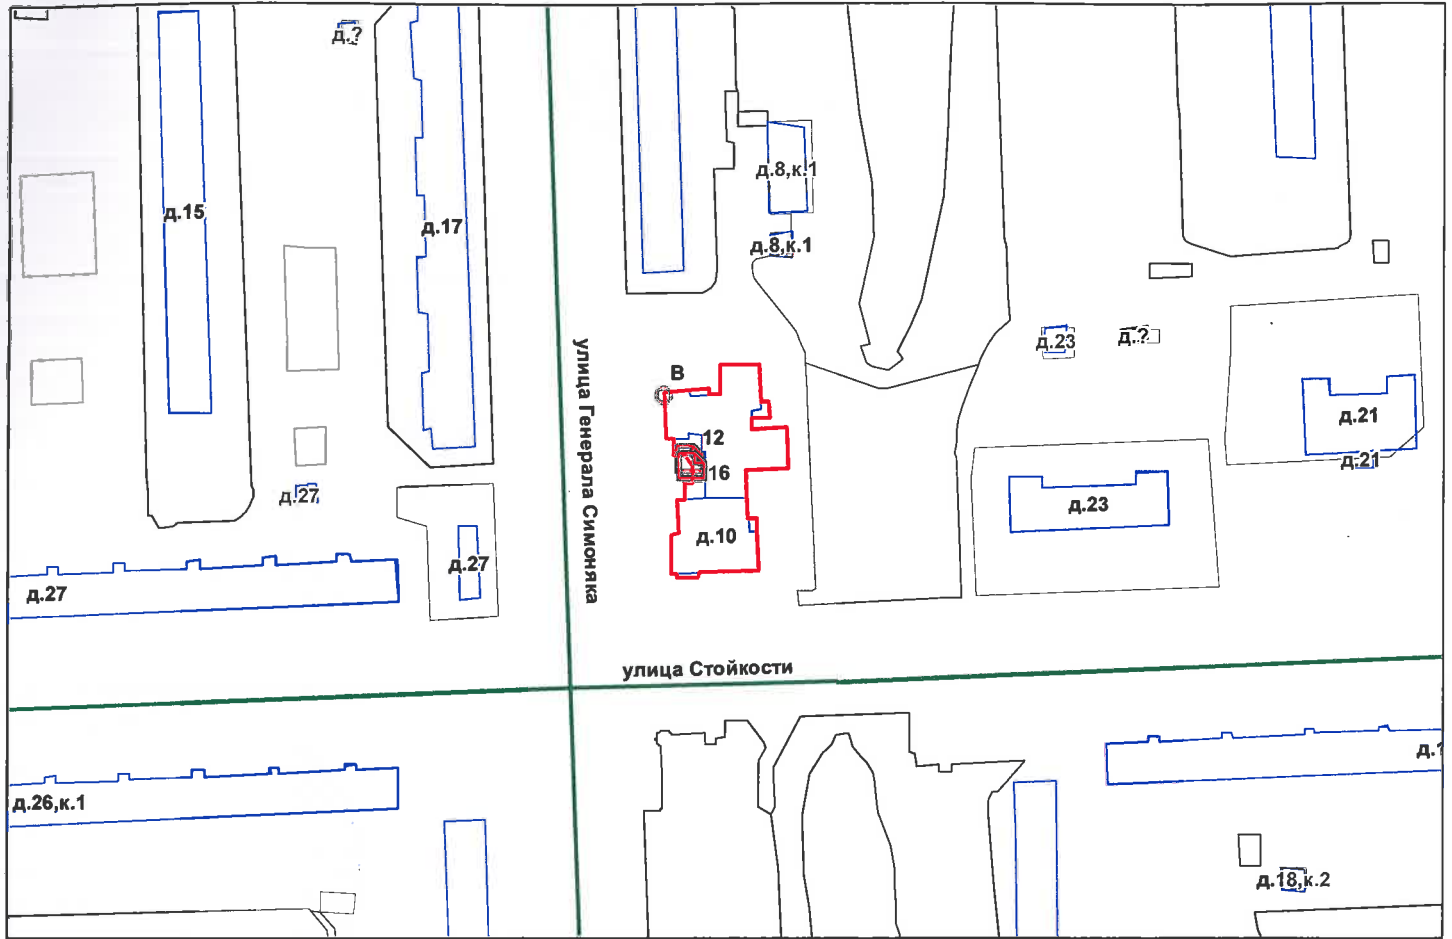 д.?
д.8,к.1
д.15
д.17
д.8,к.1
д.23
д.?
улица Генерала Симоняка
В
д.21
12
д.21
16
д.27
д.23
д.10
д.27
д.27
улица Стойкости
д.1
д.26,к.1
д.18,к.2